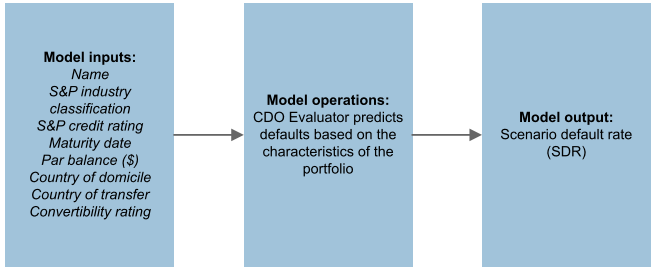 Model inputs:
Name
S&P industry
classification
S&P credit rating
Maturity date
Par balance ($)
Country of domicile
Country of transfer
Convertibility rating
Model operations:
CDO Evaluator predicts
defaults based on the
characteristics of the
portfolio
Model output:
Scenario default rate
(SDR)